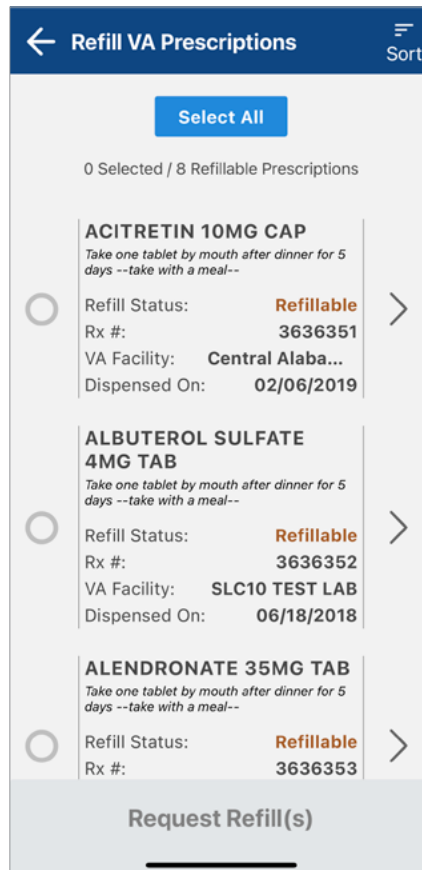 Refill VA Prescriptions
Sort
Select All
0 Selected / 8 Refillable Prescriptions
ACITRETIN 10MG CAP
Take one tablet by mouth after dinner for 5
days --take with a meal--
Refill Status: Refillable
Rx #: 3636351
VA Facility: Central Alaba...
Dispensed On: 02/06/2019
ALBUTEROL SULFATE
4MG TAB
Take one tablet by mouth after dinner for 5
days --take with a meal--
Refill Status: Refillable
Rx #: 3636352
VA Facility: SLC10 TEST LAB
Dispensed On: 06/18/2018
ALENDRONATE 35MG TAB
Take one tablet by mouth after dinner for 5
days --take with a meal--
Refill Status: Refillable
Rx #: 3636353
Request Refill(s)